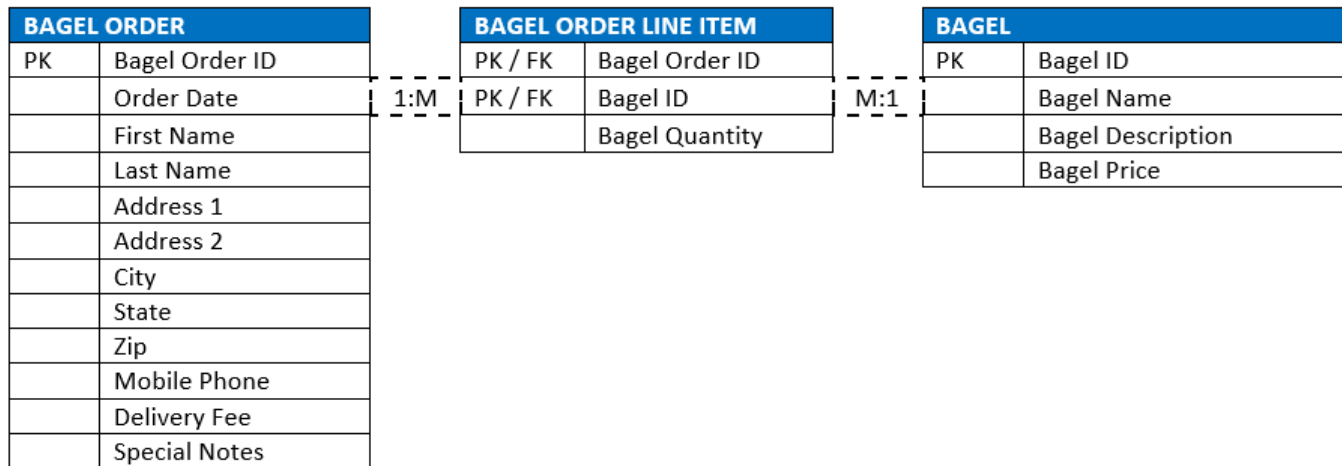 BAGEL ORDER
PK Bagel Order ID
Order Date
First Name
Last Name
Address 1
Address 2
City
State
Zip
Mobile Phone
Delivery Fee
Special Notes
1:M
BAGEL ORDER LINE ITEM
PK / FK Bagel Order ID
PK / FK Bagel ID
Bagel Quantity
M:1
BAGEL
PK Bagel ID
Bagel Name
Bagel Description
Bagel Price